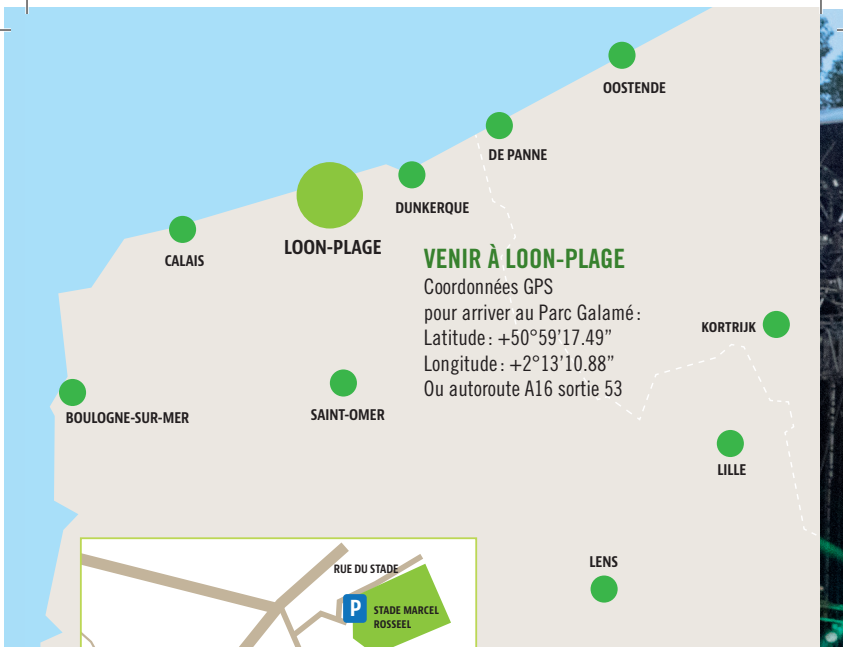 OOSTENDE
DE PANNE
DUNKERQUE
LOON-PLAGE
CALAIS
VENIR À LOON-PLAGE
Coordonnées GPS
pour arriver au Parc Galamé :
Latitude : +50°59’17.49”
Longitude : +2°13’10.88”
Ou autoroute A16 sortie 53
KORTRIJK
BOULOGNE-SUR-MER
SAINT-OMER
LILLE
LENS
RUE DU STADE
P
STADE MARCEL
ROSSEEL